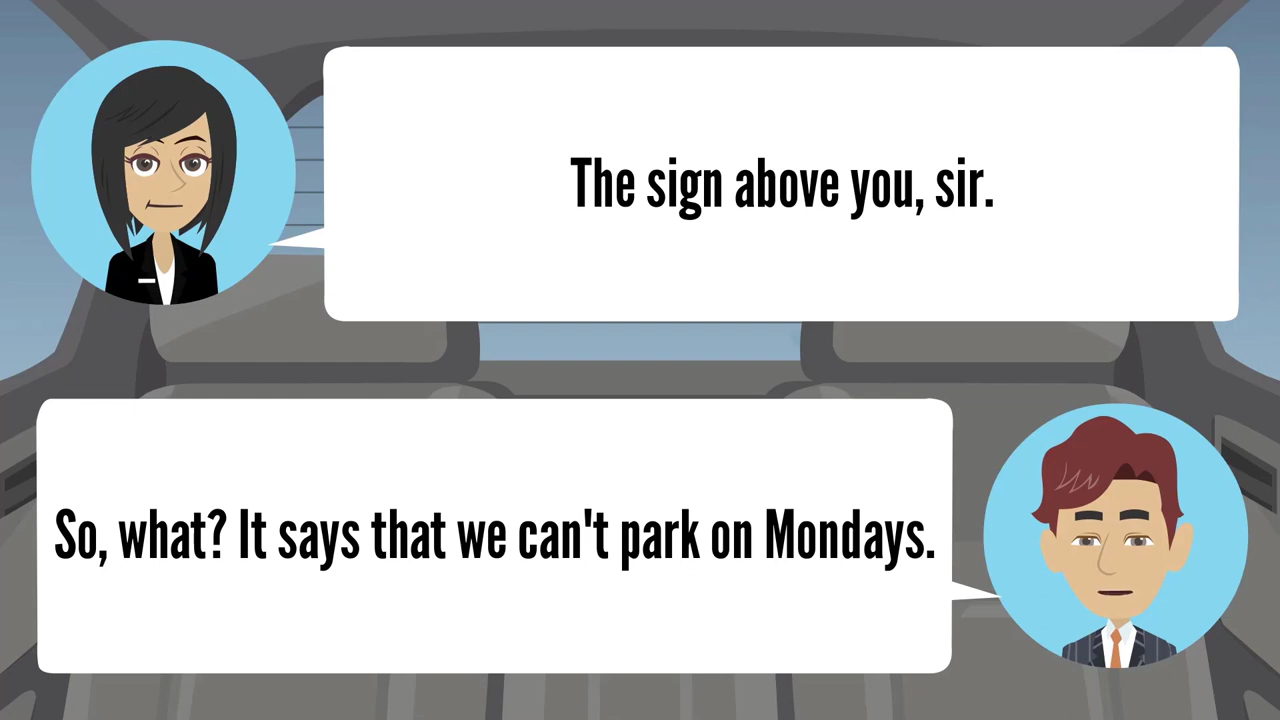 The sign above you, sir.
So, what? It says that we can't park on Mondays.